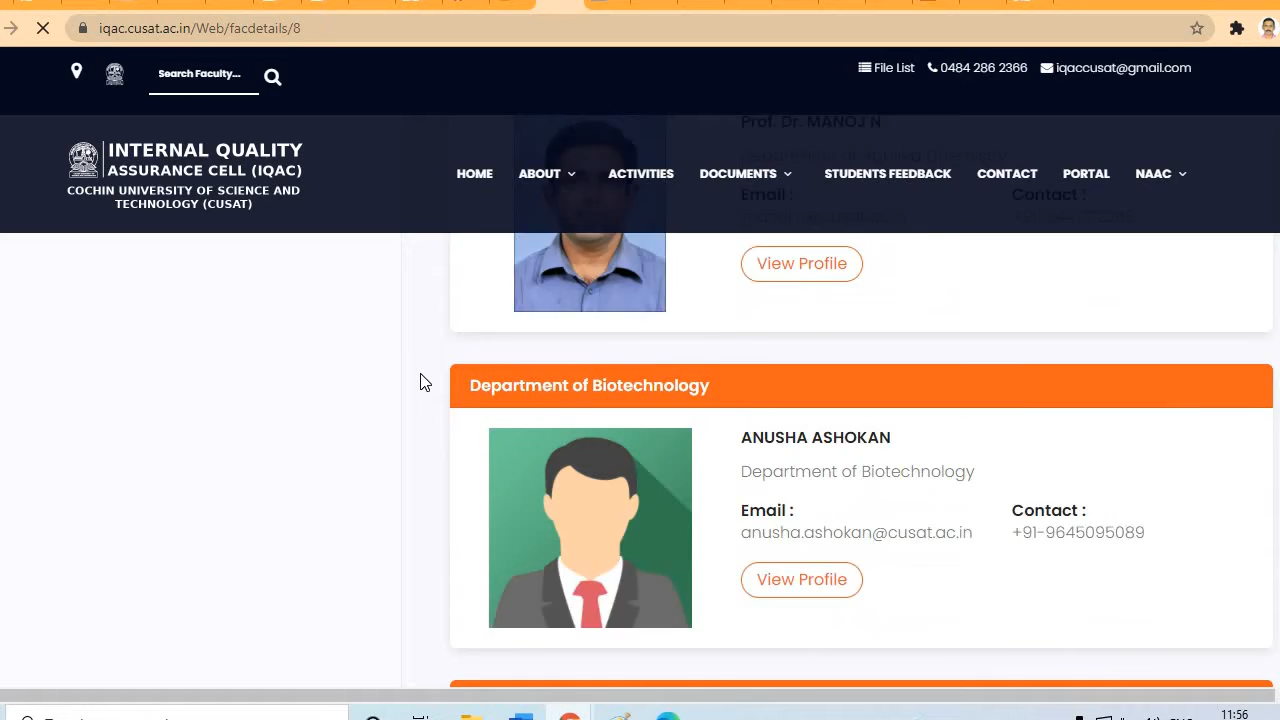 iqac.cusat.ac.in/Web/facdetails/8
Search Faculty...
File List 0484 286 2366 iqaccusat@gmail.com
INTERNAL QUALITY
ASSURANCE CELL (IQAC)
COCHIN UNIVERSITY OF SCIENCE AND
TECHNOLOGY (CUSAT)
HOME ABOUT ACTIVITIES DOCUMENTS STUDENTS FEEDBACK CONTACT PORTAL NAAC
Prof. Dr. MANOJ N
Email : Contact :
View Profile
Department of Biotechnology
ANUSHA ASHOKAN
Department of Biotechnology
Email : Contact :
anusha.ashokan@cusat.ac.in +91-9645095089
View Profile
11:56